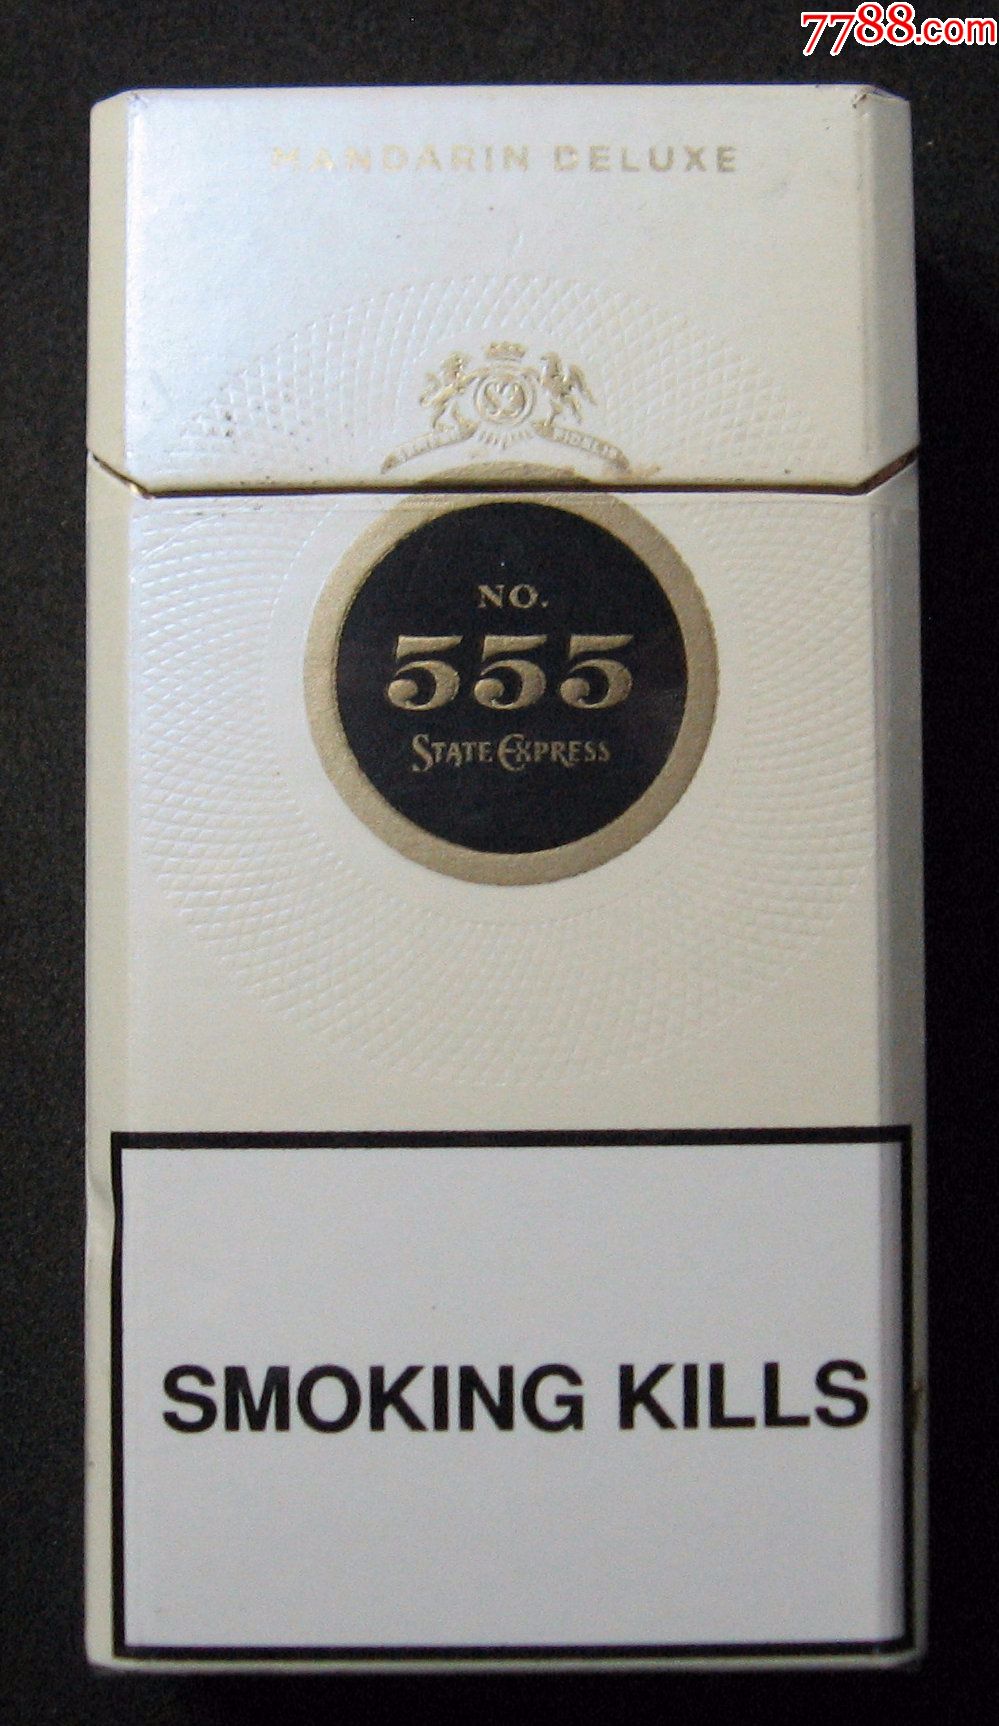 7788.com
MANDARIN DELUXE
NO.
555
STATE EXPRESS
SMOKING KILLS